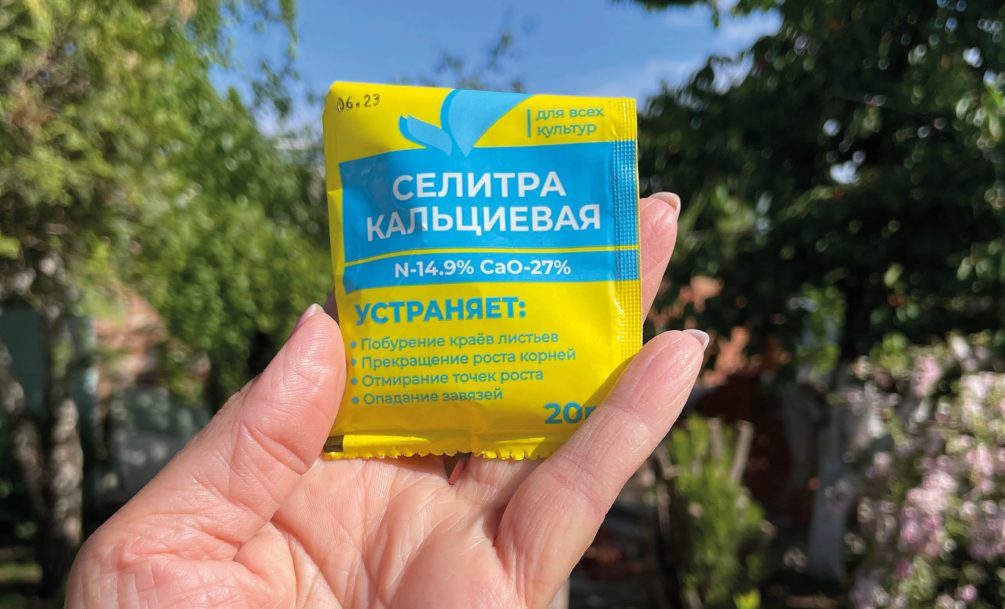 06.23
для всех
культур
СЕЛИТРА
КАЛЬЦИЕВАЯ
N-14.9% CaO-27%
УСТРАНЯЕТ:
• Побурение краёв листьев
• Прекращение роста корней
• Отмирание точек роста
• Опадание завязей
20г